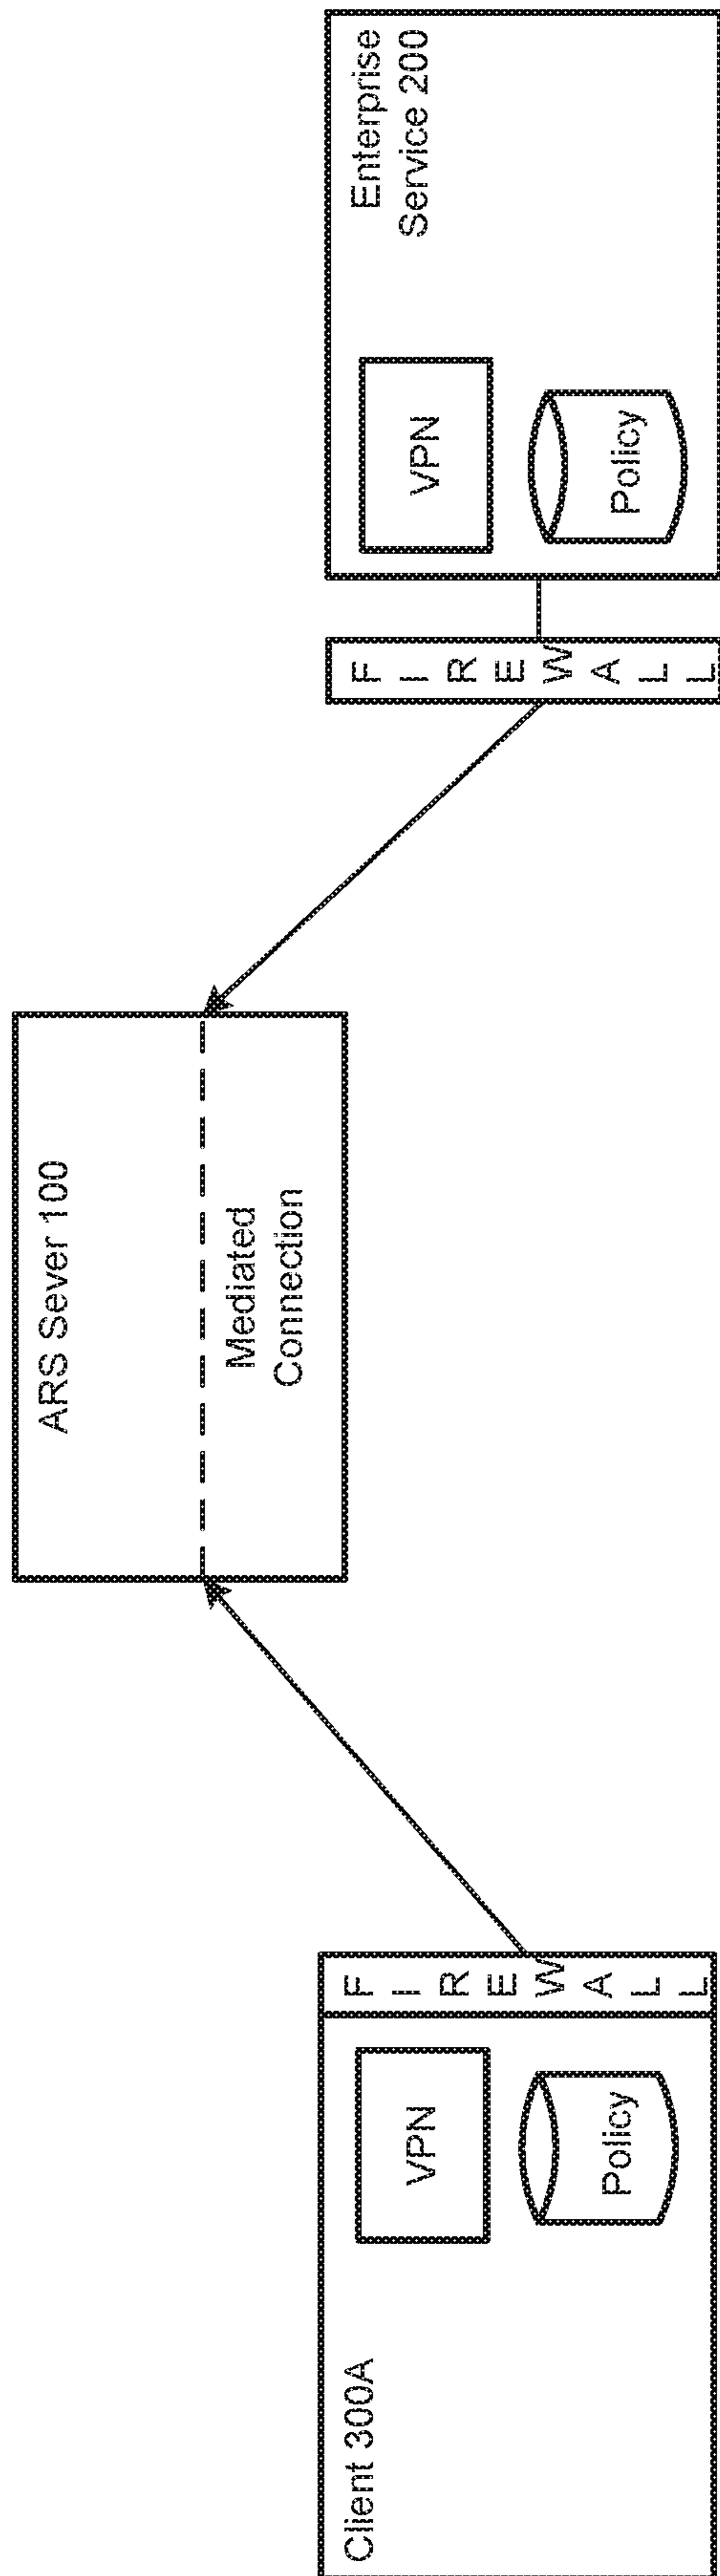 ARS Sever 100
Mediated
Connection
Client 300A
VPN
Policy
FIREWALL
FIREWALL
VPN
Policy
Enterprise
Service 200